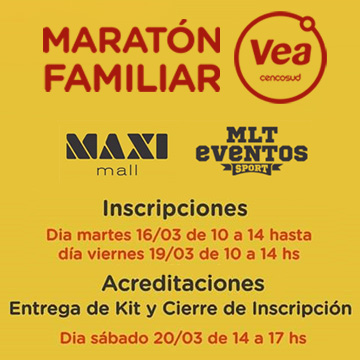 MARATÓN
FAMILIAR
Vea
cencosud
MAXI
mall
MLT
eventos
SPORT
Inscripciones
Dia martes 16/03 de 10 a 14 hasta
día viernes 19/03 de 10 a 14 hs
Acreditaciones
Entrega de Kit y Cierre de Inscripción
Dia sábado 20/03 de 14 a 17 hs